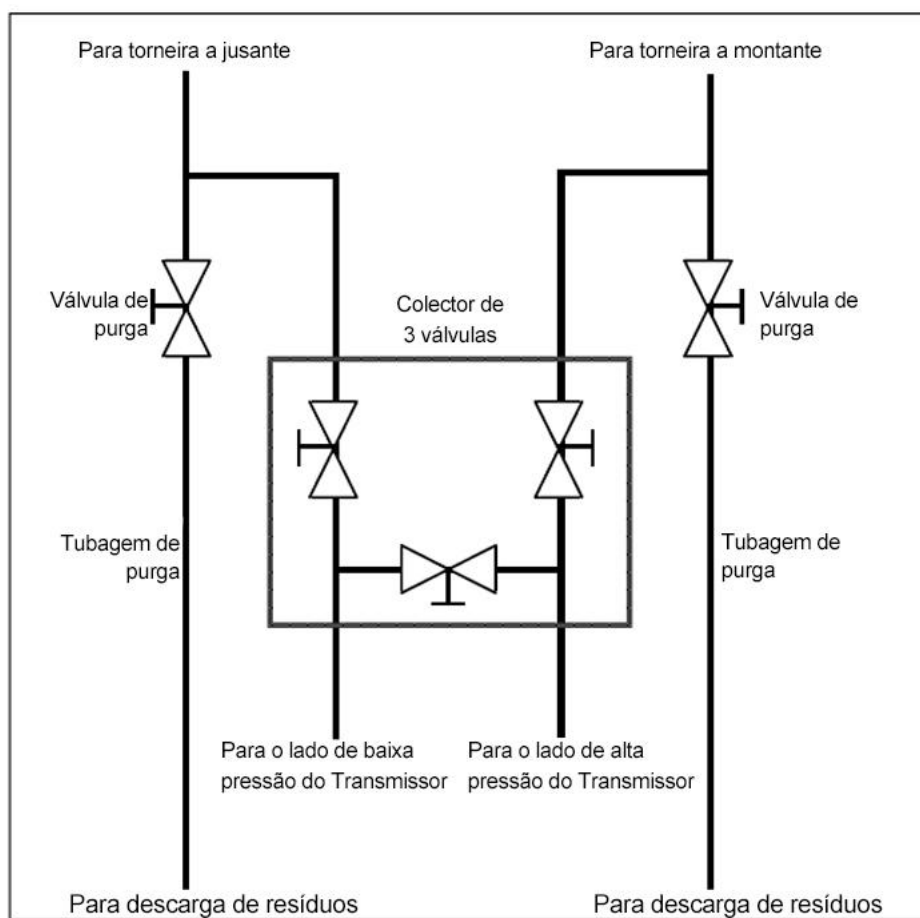 Para torneira a jusante
Para torneira a montante
Válvula de
purga
Colector de
3 válvulas
Válvula de
purga
Tubagem de
purga
Tubagem de
purga
Para o lado de baixa
pressão do Transmissor
Para o lado de alta
pressão do Transmissor
Para descarga de resíduos
Para descarga de resíduos